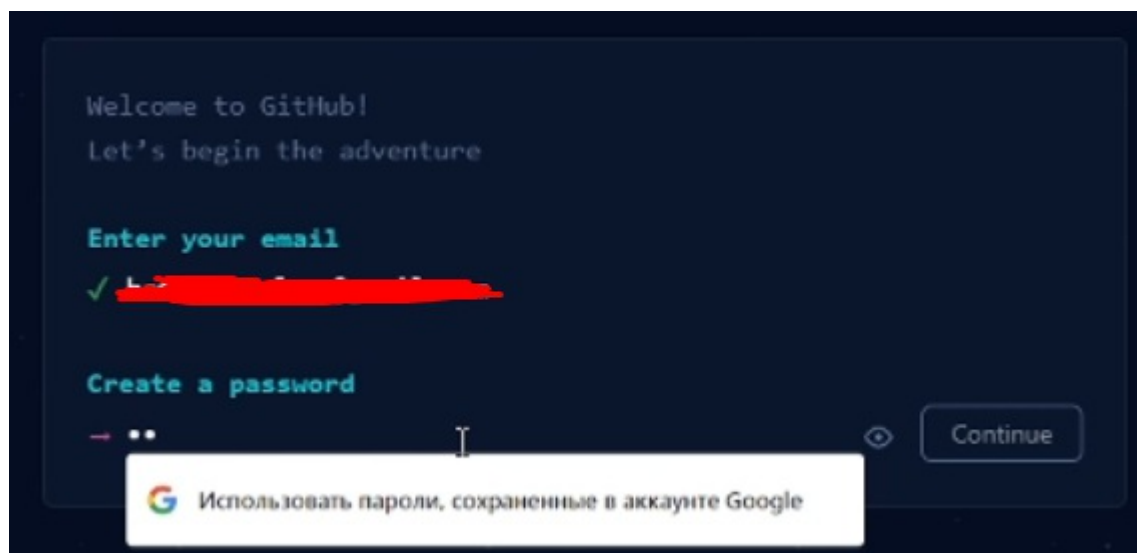 Welcome to GitHub!
Let's begin the adventure
Enter your email
Create a password
Continue
Использовать пароли, сохраненные в аккаунте Google